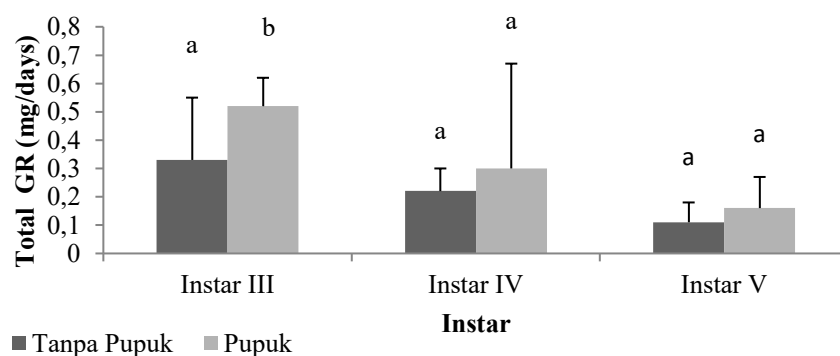 Total GR (mg/days)
0,8
0,7
0,6
0,5
0,4
0,3
0,2
0,1
0
a
b
a
a
a
a
Instar III
Instar IV
Instar V
Instar
Tanpa Pupuk
Pupuk